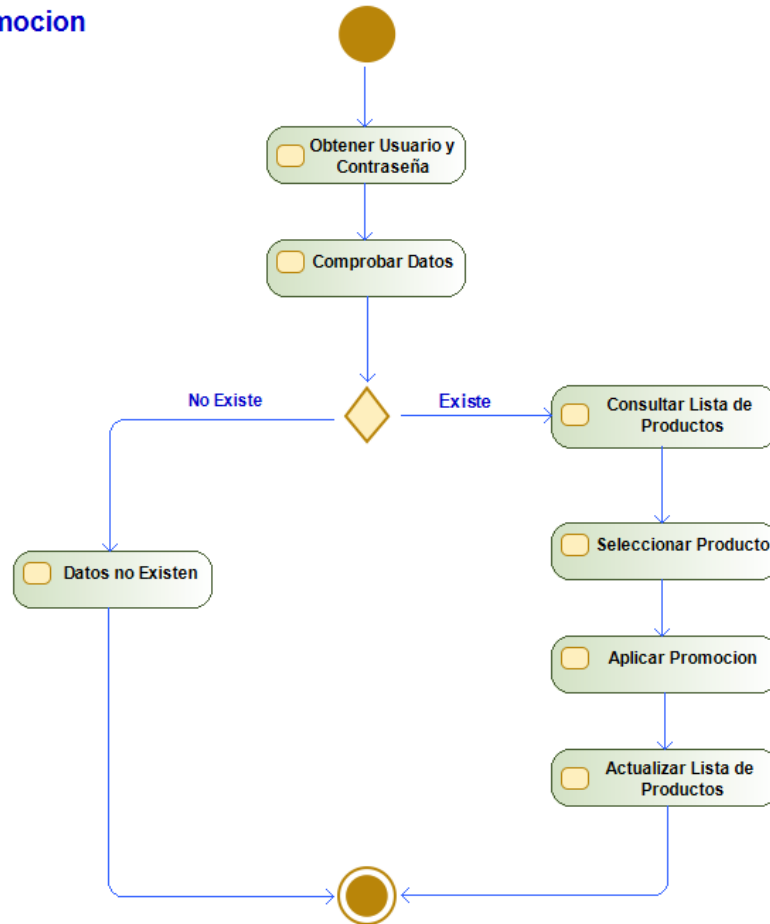 mocion
Obtener Usuario y
Contraseña
Comprobar Datos
No Existe
Existe
Consultar Lista de
Productos
Seleccionar Producto
Datos no Existen
Aplicar Promocion
Actualizar Lista de
Productos